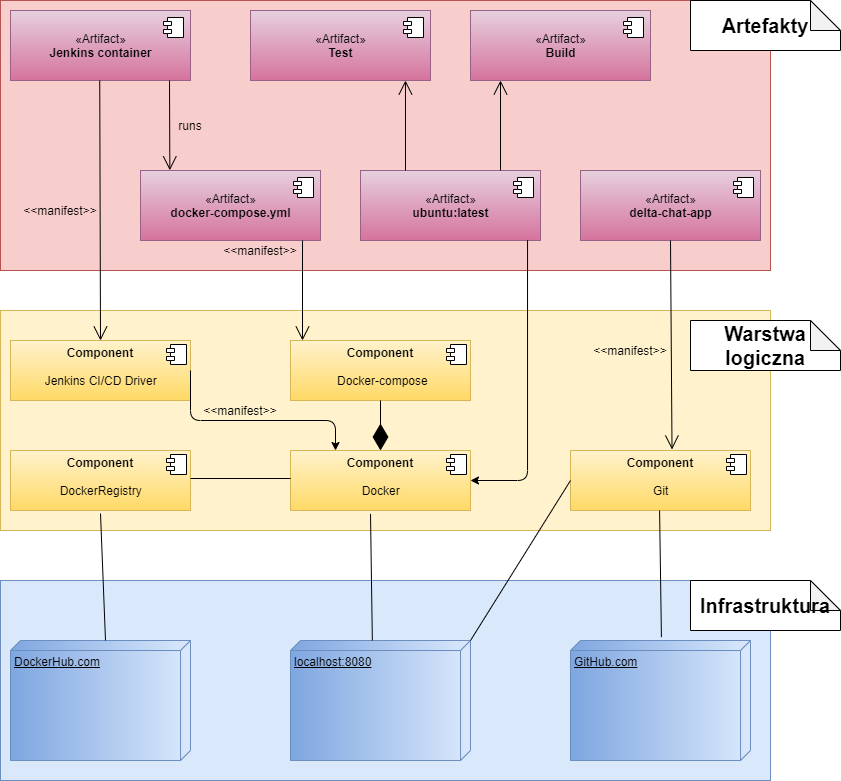 Artefakty
«Artifact»
Jenkins container
«Artifact»
Test
«Artifact»
Build
runs
<<manifest>>
«Artifact»
docker-compose.yml
«Artifact»
ubuntu:latest
«Artifact»
delta-chat-app
<<manifest>>
Warstwa
logiczna
<<manifest>>
Component
Jenkins CI/CD Driver
Component
Docker-compose
<<manifest>>
Component
DockerRegistry
Component
Docker
Component
Git
Infrastruktura
DockerHub.com
localhost:8080
GitHub.com